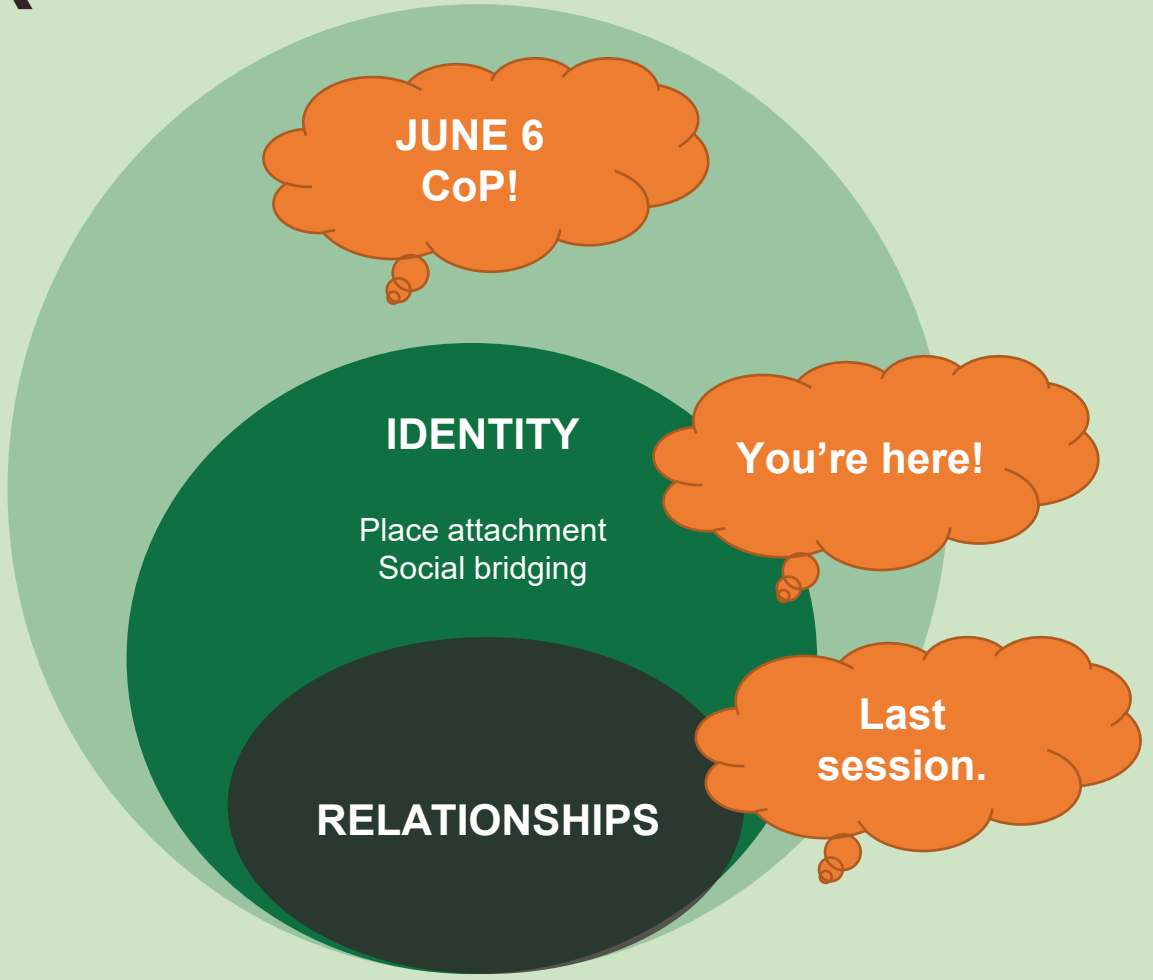 JUNE 6
CoP!
IDENTITY
You’re here!
Place attachment
Social bridging
Last
session.
RELATIONSHIPS